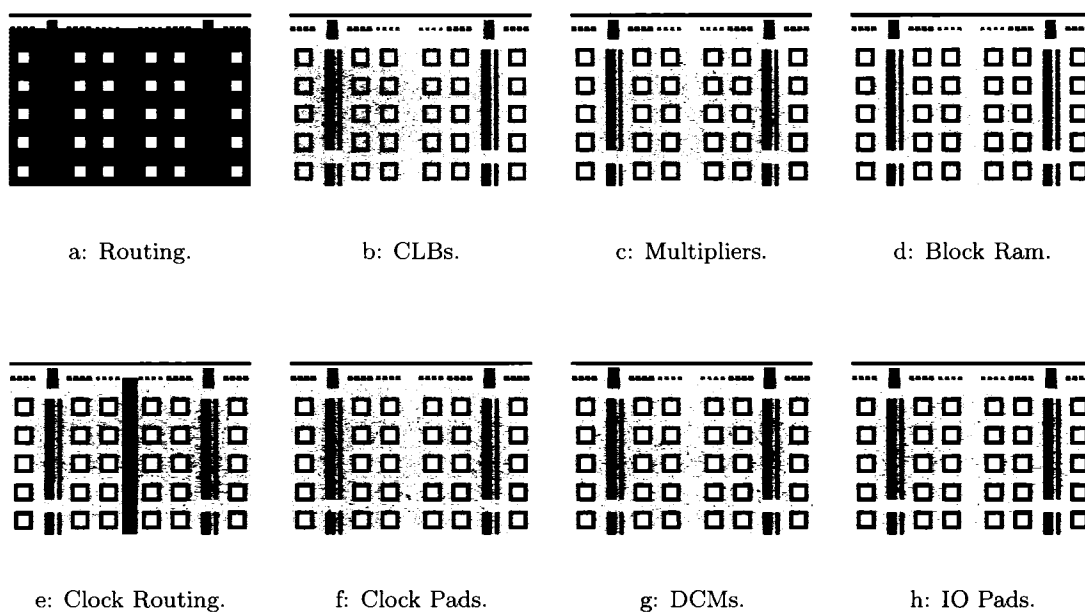 a: Routing.
b: CLBs.
c: Multipliers.
d: Block Ram.
e: Clock Routing.
f: Clock Pads.
g: DCMs.
h: IO Pads.